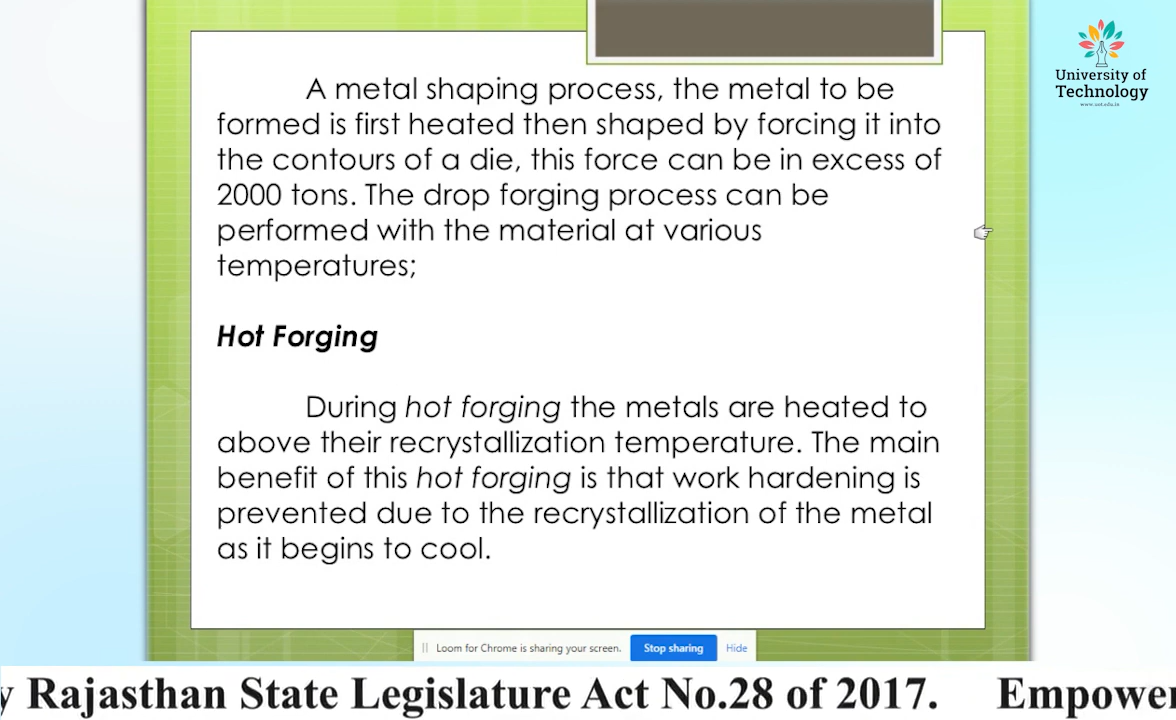 University of
Technology
www.uot.edu.in
A metal shaping process, the metal to be
formed is first heated then shaped by forcing it into
the contours of a die, this force can be in excess of
2000 tons. The drop forging process can be
performed with the material at various
temperatures;
Hot Forging
During hot forging the metals are heated to
above their recrystallization temperature. The main
benefit of this hot forging is that work hardening is
prevented due to the recrystallization of the metal
as it begins to cool.
Loom for Chrome is sharing your screen. Stop sharing Hide
y Rajasthan State Legislature Act No.28 of 2017. Empower